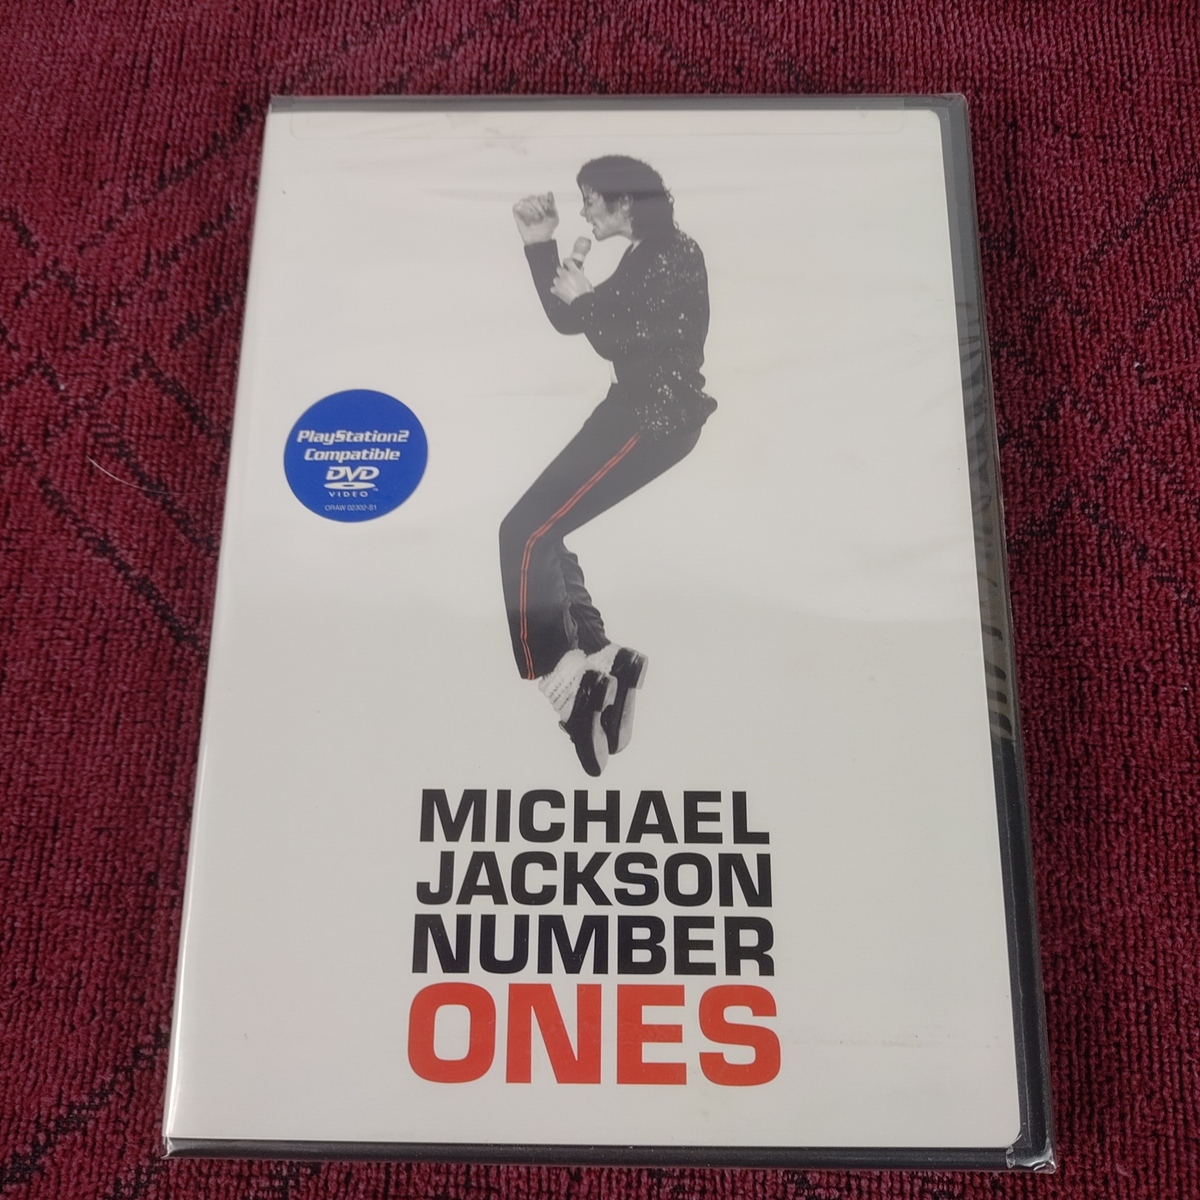 PlayStation2
Compatible
DVD
VIDEO
MICHAEL
JACKSON
NUMBER
ONES